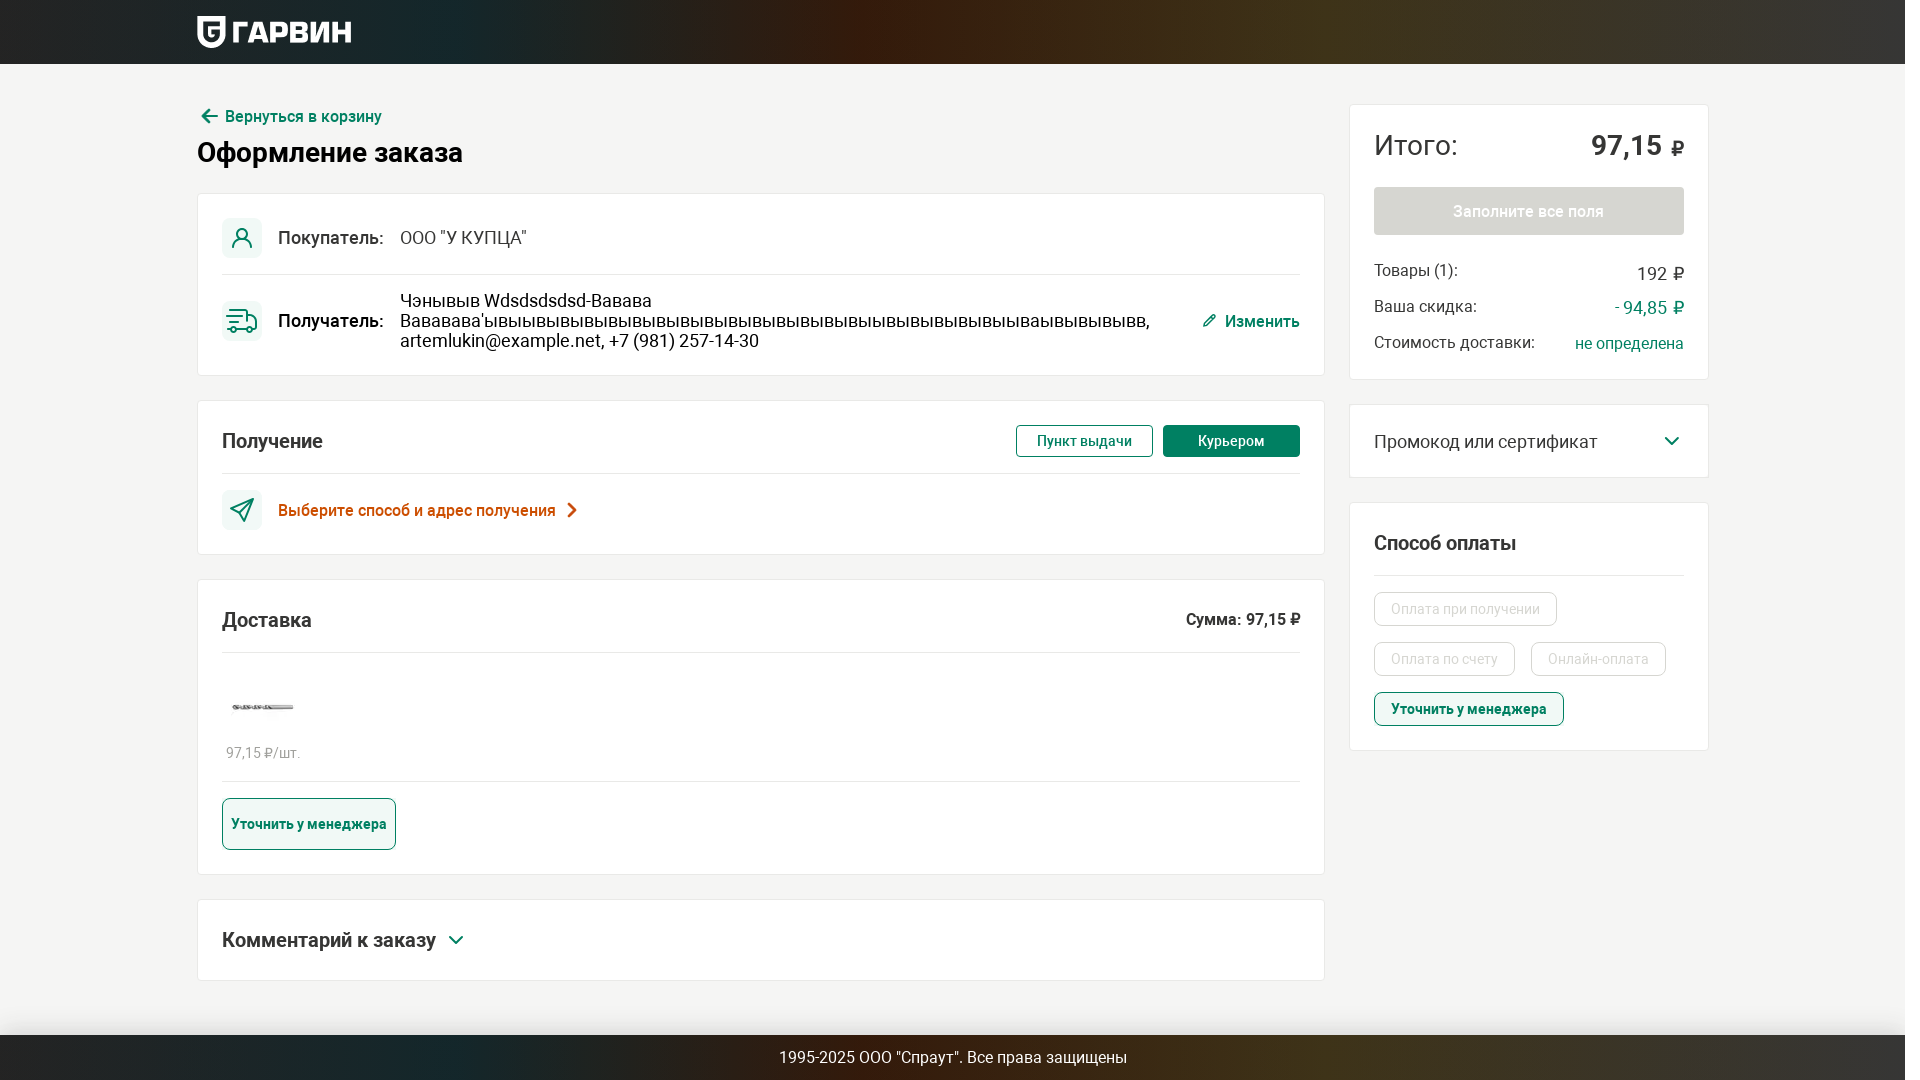 ГАРВИН
Вернуться в корзину
Оформление заказа
Покупатель: ООО "У КУПЦА"
Получатель:
Чэнывыв Wdsdsdsdsd-Вавава
Вавававa'ывыывывывывывывывывывывывывывывывыывывывывывывыываывывывывв,
artemlukin@example.net, +7 (981) 257-14-30
Изменить
Получение
Пункт выдачи
Курьером
Выберите способ и адрес получения
Доставка
Сумма: 97,15 ₽
97,15 ₽/шт.
Уточнить у менеджера
Комментарий к заказу
Итого: 97,15 ₽
Заполните все поля
Товары (1): 192 ₽
Ваша скидка: - 94,85 ₽
Стоимость доставки: не определена
Промокод или сертификат
Способ оплаты
Оплата при получении
Оплата по счету
Онлайн-оплата
Уточнить у менеджера
1995-2025 ООО "Спраут". Все права защищены